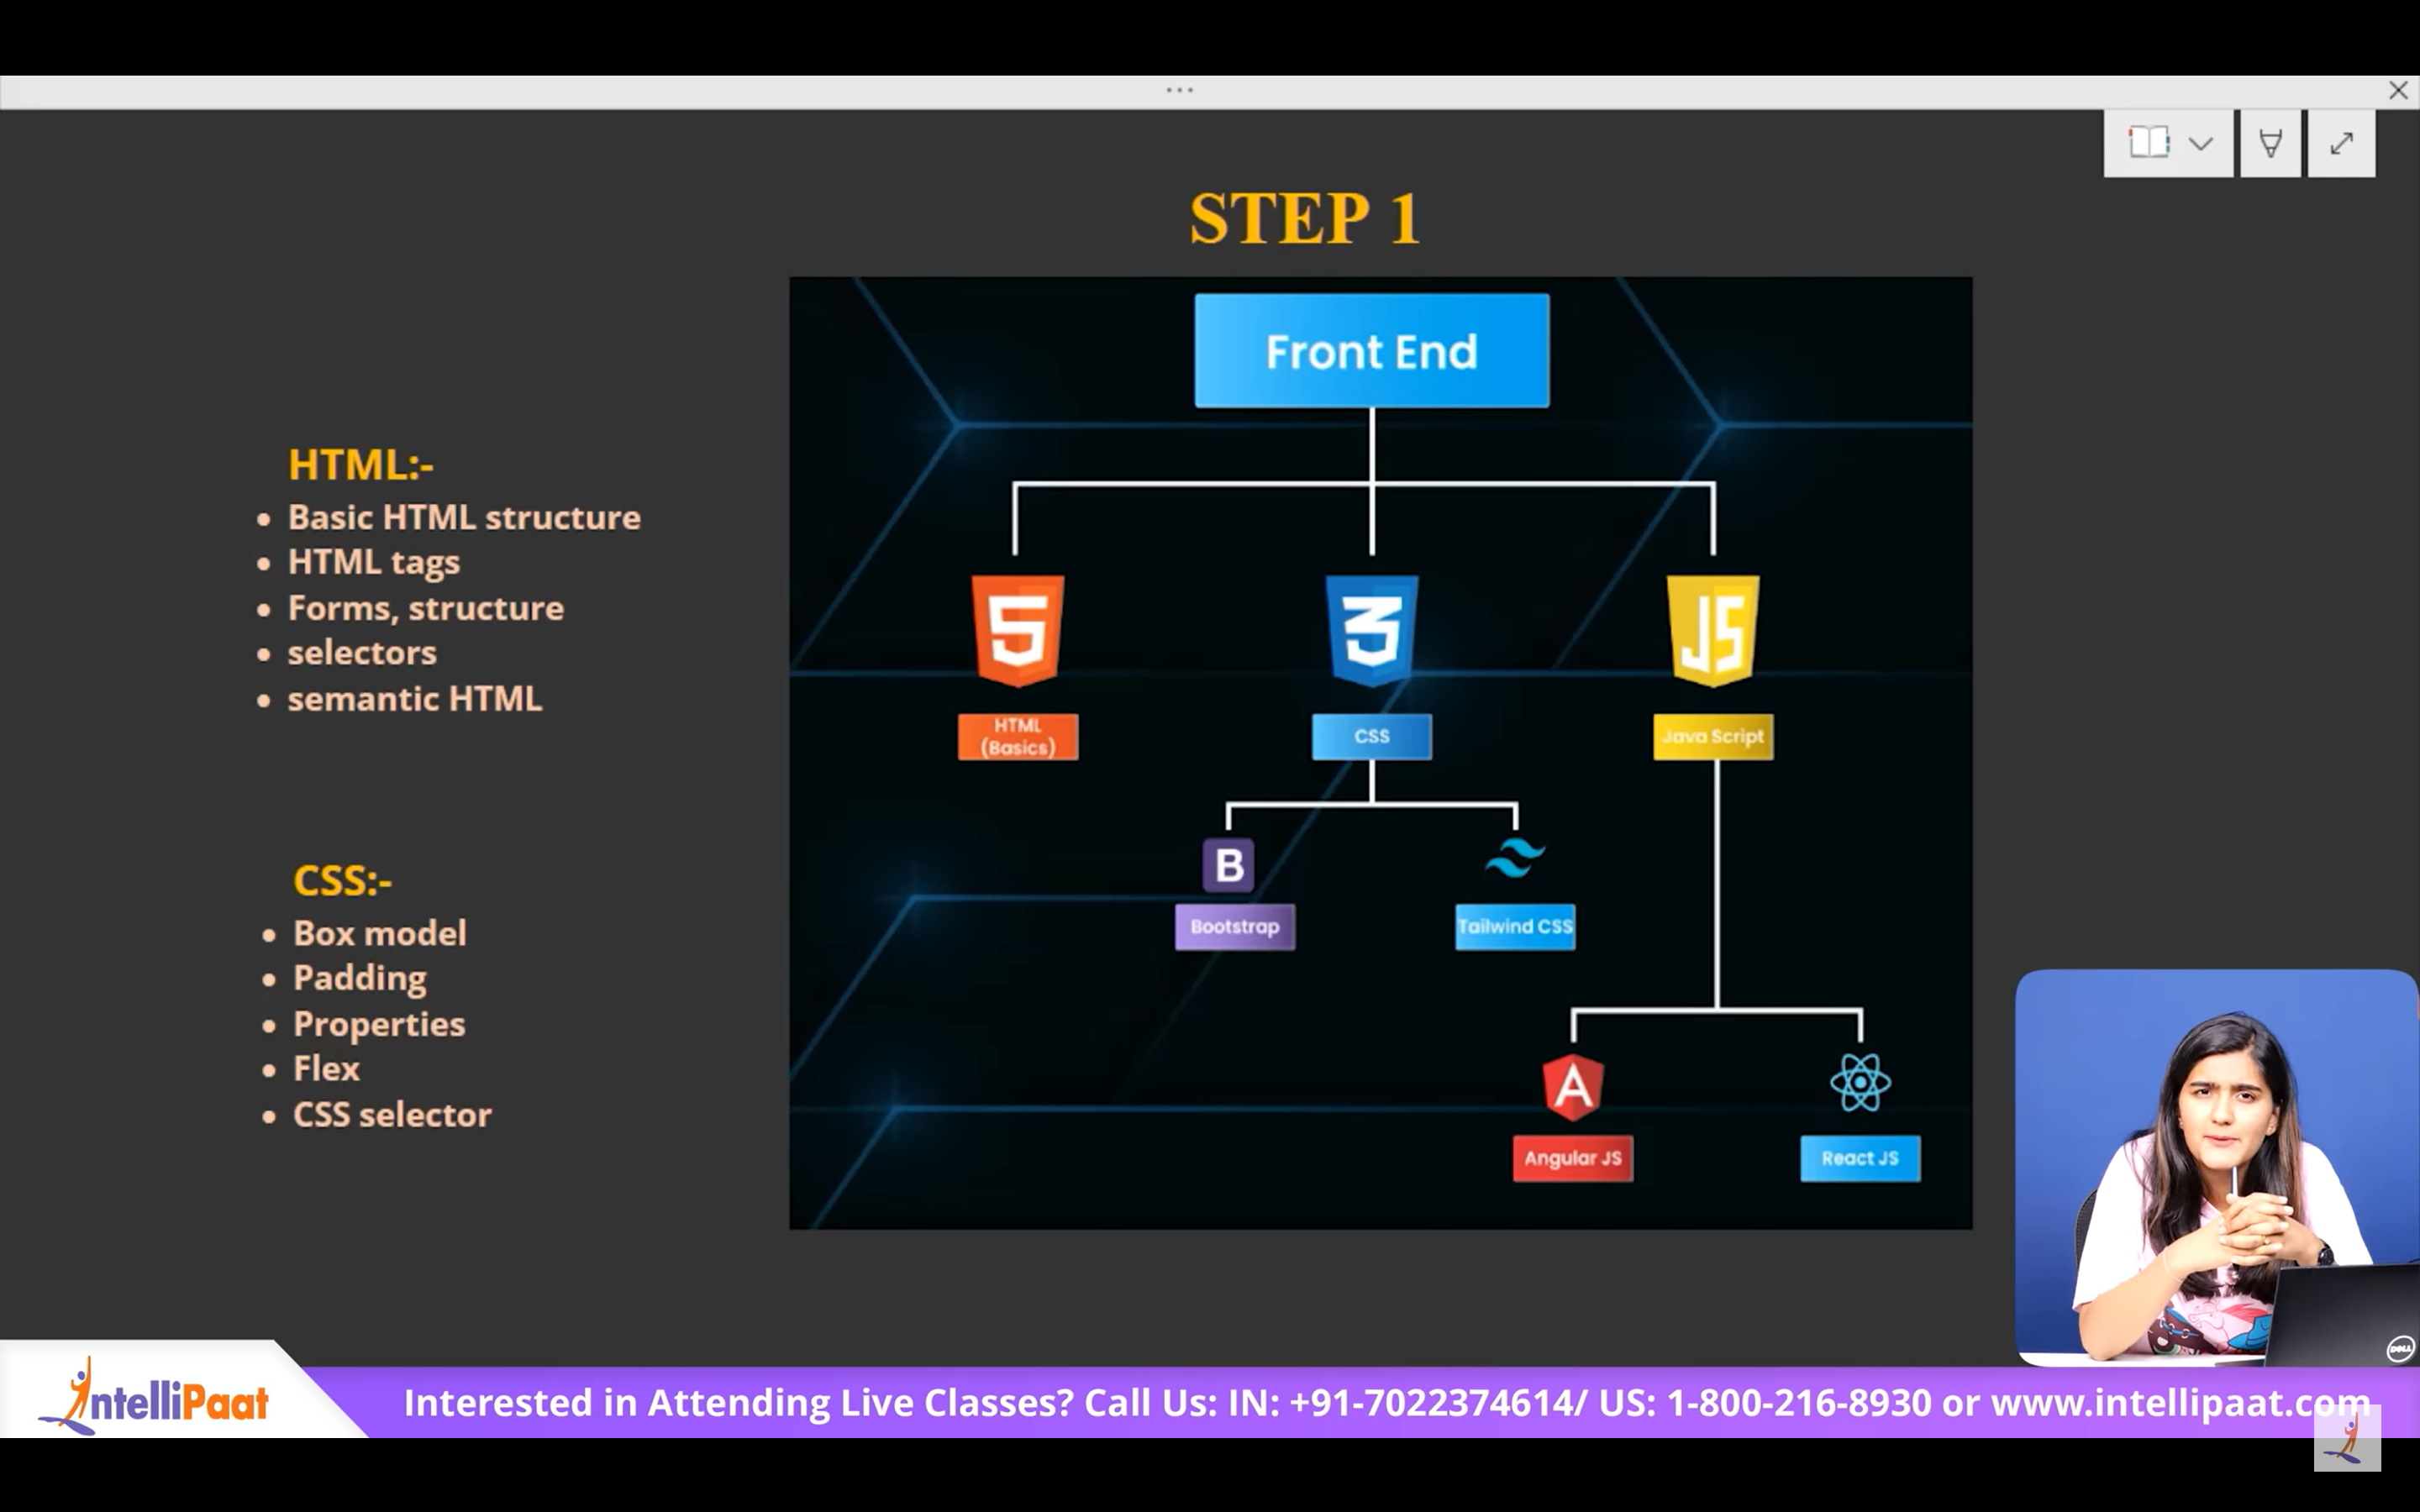 STEP 1
HTML:-
• Basic HTML structure
• HTML tags
• Forms, structure
• selectors
• semantic HTML
CSS:-
• Box model
• Padding
• Properties
• Flex
• CSS selector
Front End
5
3
JS
HTML
(Basics)
CSS
Java Script
B
Bootstrap
Tailwind CSS
A
Angular JS
React JS
DELL
IntelliPaat
Interested in Attending Live Classes? Call Us: IN: +91-7022374614/ US: 1-800-216-8930 or www.intellipaat.com